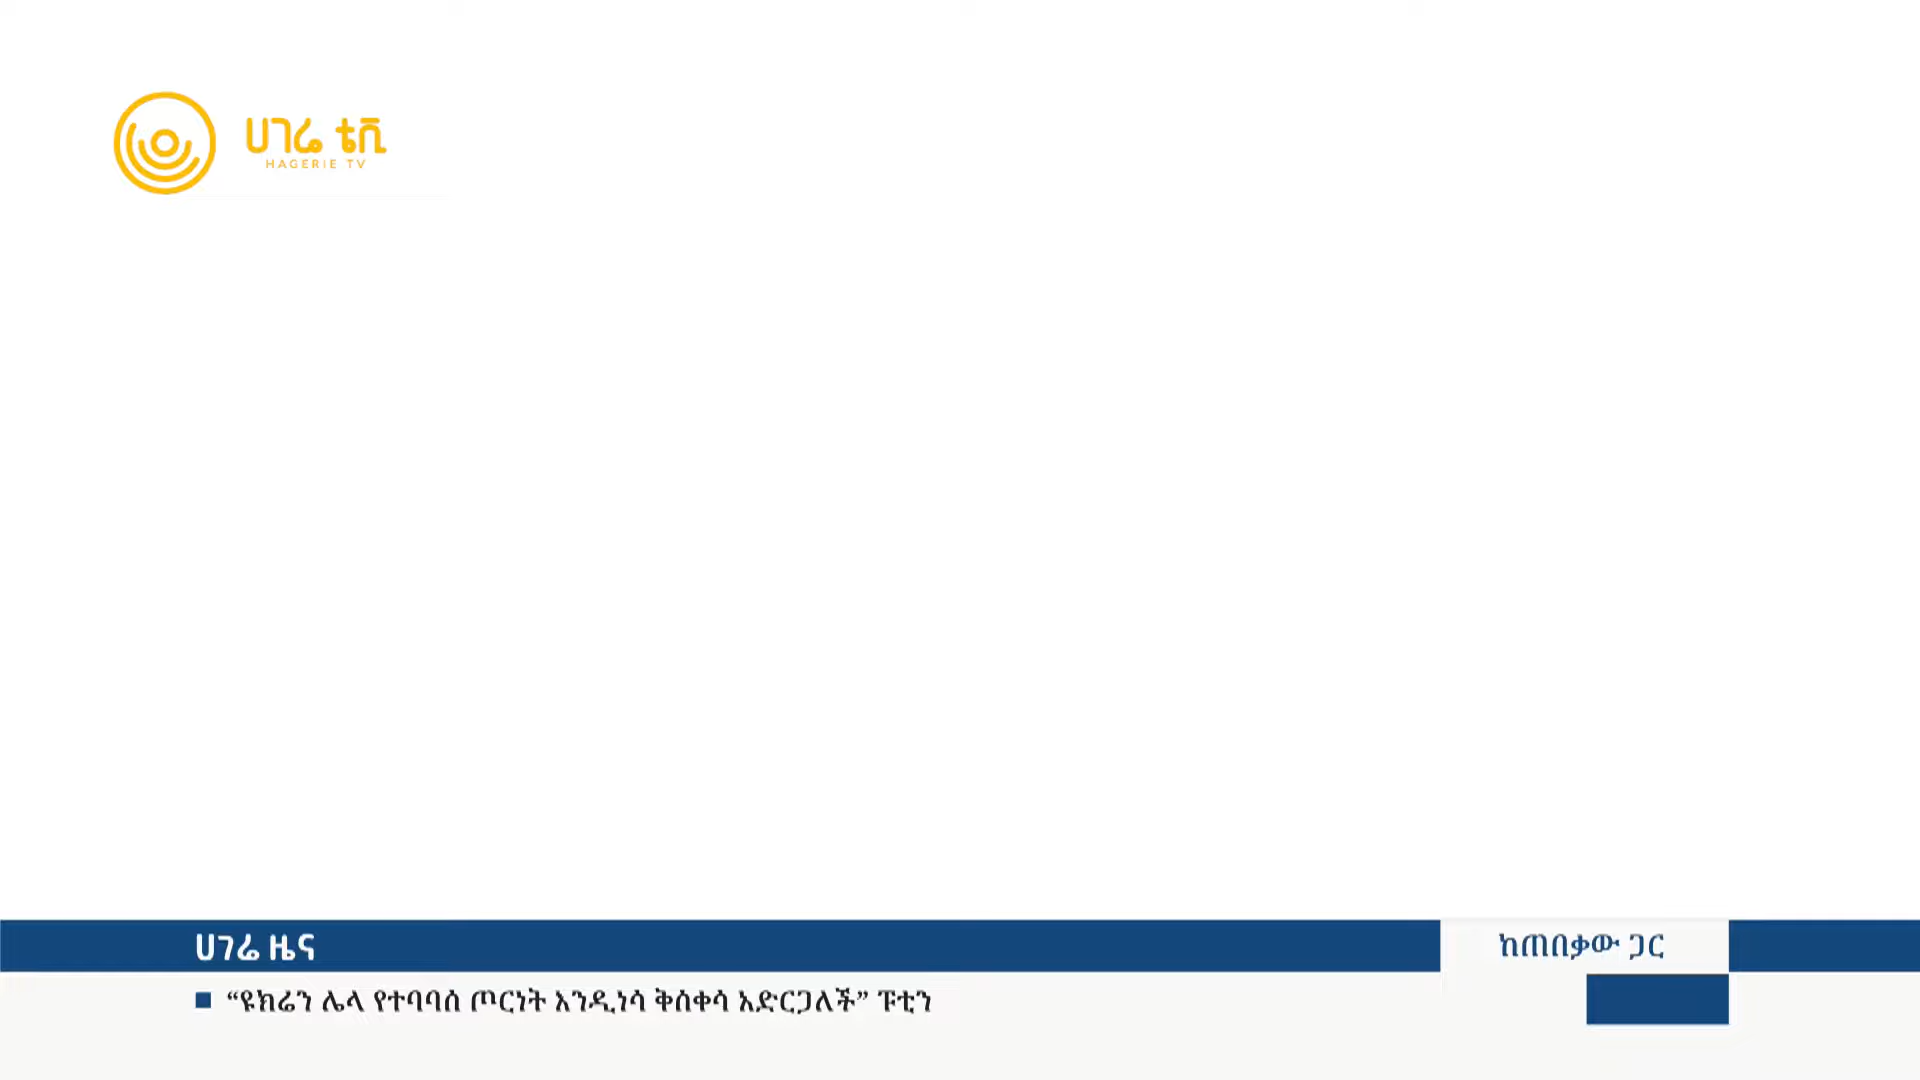 ሀገሬ ቴቪ
HAGERIE TV
ሀገሬ ዜና
ከጠበቃው ጋር
“ዩክሬን ሌላ የተባባሰ ጦርነት እንዲነሳ ቅስቀሳ አድርጋለች” ፑቲን